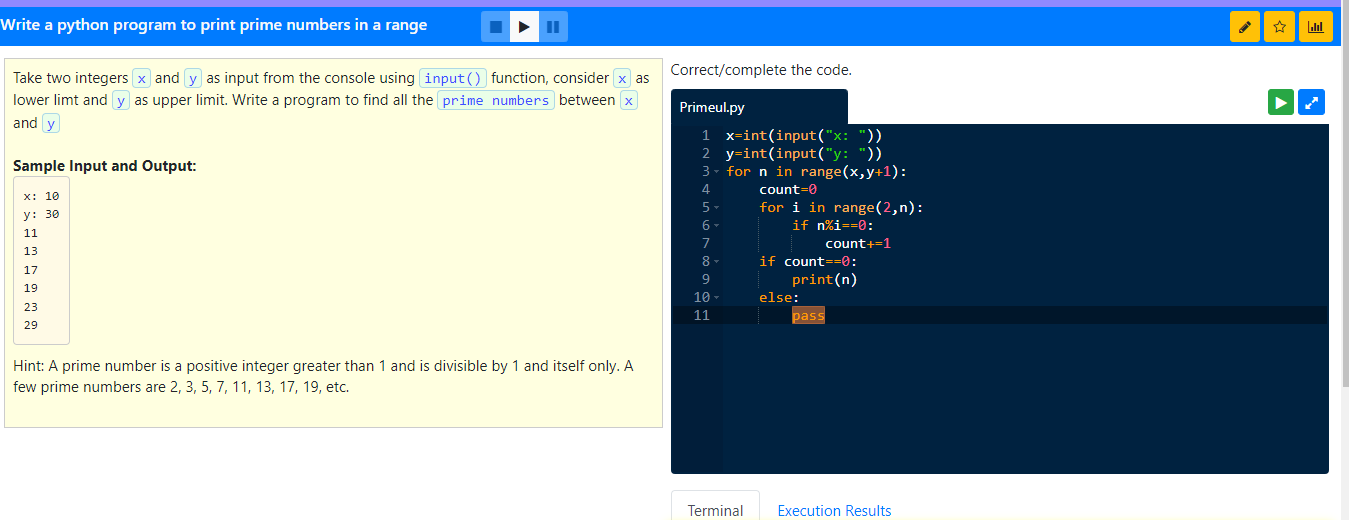 Write a python program to print prime numbers in a range
Take two integers x and y as input from the console using input() function, consider x as
lower limt and y as upper limit. Write a program to find all the prime numbers between x
and y
Sample Input and Output:
x: 10
y: 30
11
13
17
19
23
29
Hint: A prime number is a positive integer greater than 1 and is divisible by 1 and itself only. A
few prime numbers are 2, 3, 5, 7, 11, 13, 17, 19, etc.
Correct/complete the code.
Primeul.py
1 x=int(input("x: "))
2 y=int(input("y: "))
3 for n in range(x,y+1):
4     count=0
5     for i in range(2,n):
6         if n%i==0:
7             count+=1
8     if count==0:
9         print(n)
10     else:
11         pass
Terminal Execution Results